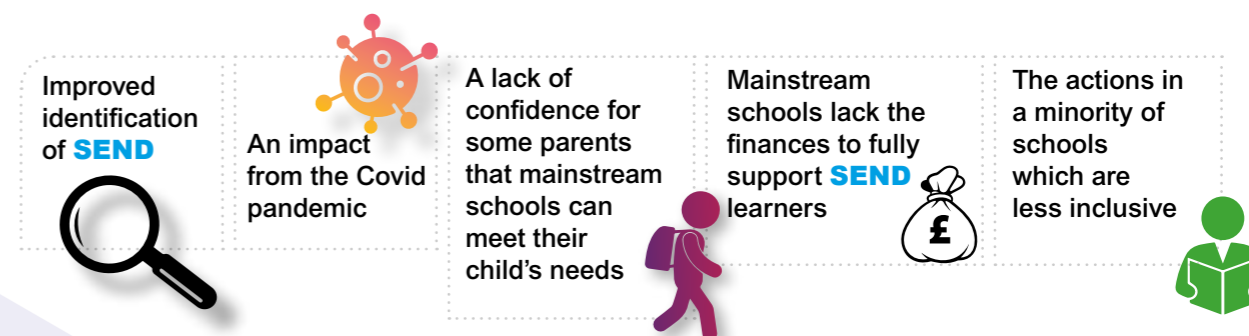 Improved
identification
of SEND
An impact
from the Covid
pandemic
A lack of
confidence for
some parents
that mainstream
schools can
meet their
child's needs
Mainstream
schools lack the
finances to fully
support SEND
learners
£
The actions in
a minority of
schools
which are
less inclusive